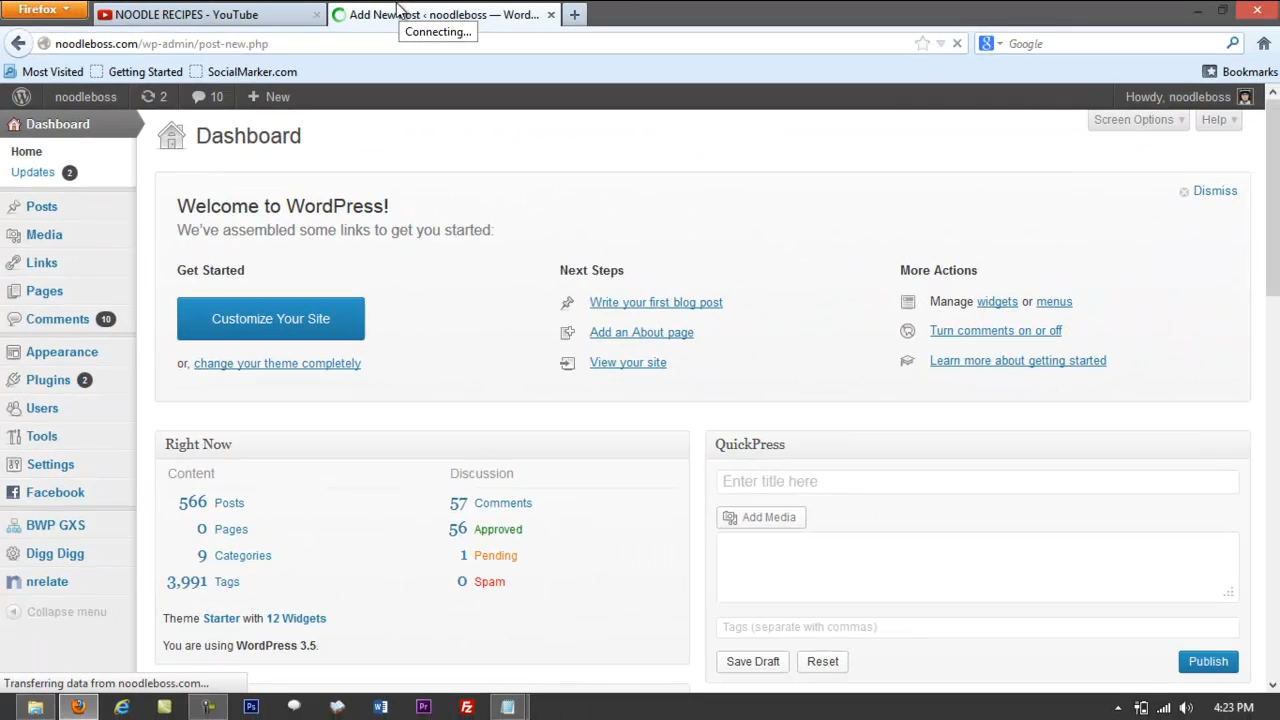 Firefox
NOODLE RECIPES - YouTube
Add New Post ‹ noodleboss — Word...
Connecting...
noodleboss.com/wp-admin/post-new.php
Google
Most Visited
Getting Started
SocialMarker.com
Bookmarks
noodleboss
2
10
New
Howdy, noodleboss
Dashboard
Home
Updates 2
Posts
Media
Links
Pages
Comments 10
Appearance
Plugins 2
Users
Tools
Settings
Facebook
BWP GXS
Digg Digg
nrelate
Collapse menu
Dashboard
Screen Options
Help
Welcome to WordPress!
Dismiss
We've assembled some links to get you started:
Get Started
Customize Your Site
or, change your theme completely
Next Steps
Write your first blog post
Add an About page
View your site
More Actions
Manage widgets or menus
Turn comments on or off
Learn more about getting started
Right Now
Content
566 Posts
0 Pages
9 Categories
3,991 Tags
Discussion
57 Comments
56 Approved
1 Pending
0 Spam
Theme Starter with 12 Widgets
You are using WordPress 3.5.
QuickPress
Enter title here
Add Media
Tags (separate with commas)
Save Draft
Reset
Publish
Transferring data from noodleboss.com...
4:23 PM